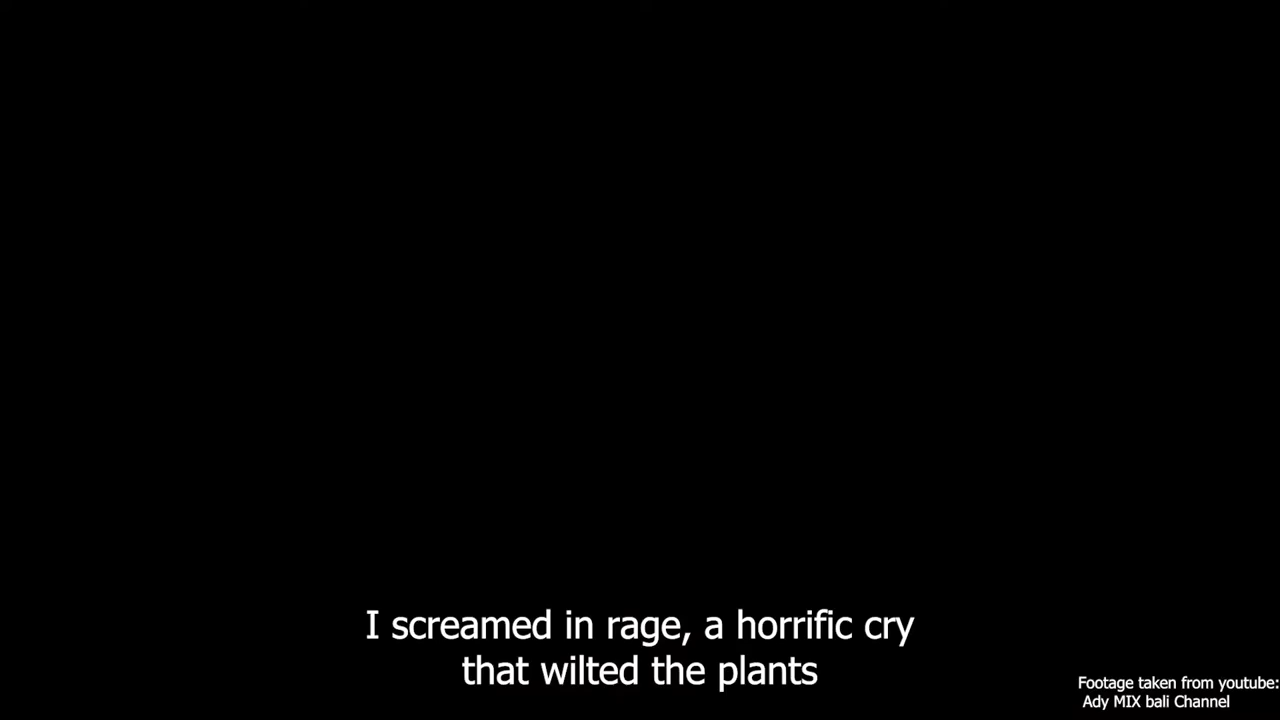 I screamed in rage, a horrific cry
that wilted the plants
Footage taken from youtube:
Ady MIX bali Channel